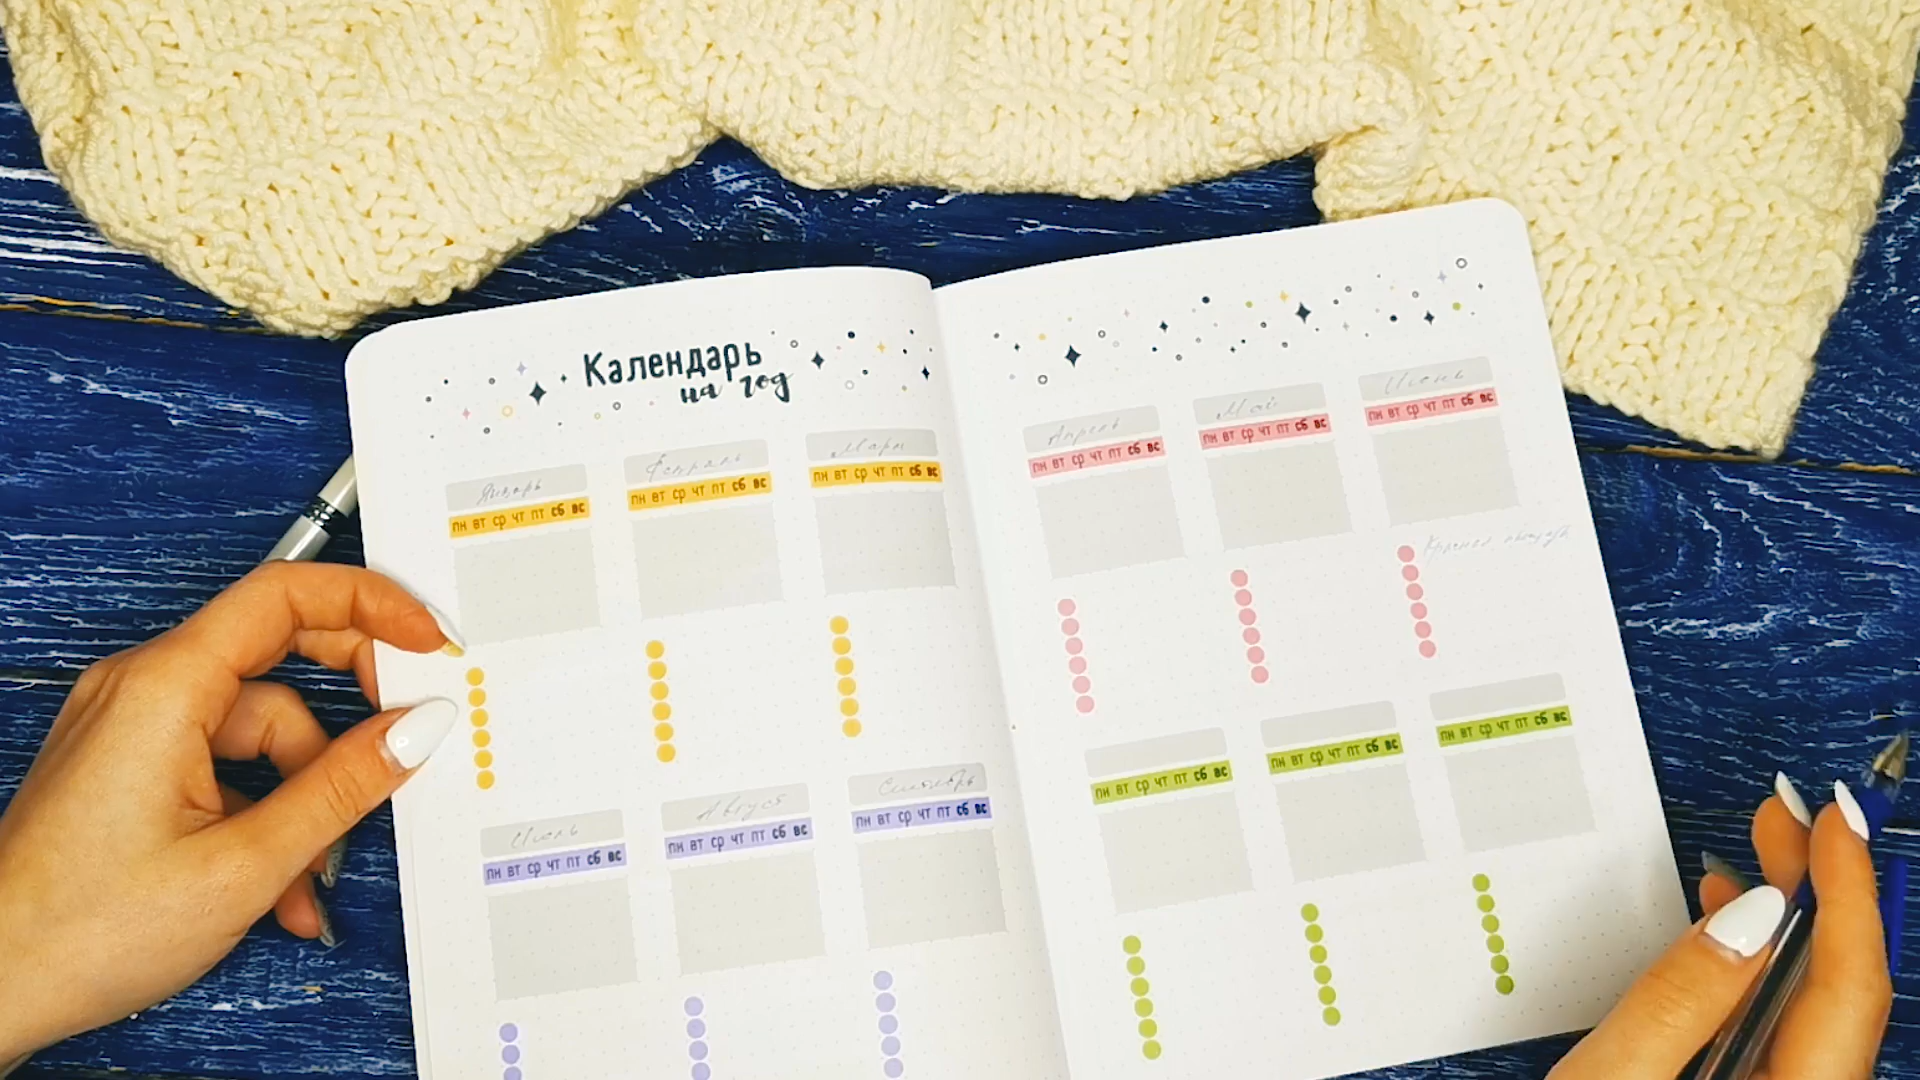 Календарь
на год
Январь
пн вт ср чт пт сб вс
Февраль
пн вт ср чт пт сб вс
Март
пн вт ср чт пт сб вс
Июль
пн вт ср чт пт сб вс
Август
пн вт ср чт пт сб вс
Сентябрь
пн вт ср чт пт сб вс
Апрель
пн вт ср чт пт сб вс
Май
пн вт ср чт пт сб вс
Июнь
пн вт ср чт пт сб вс
Красная площадь
пн вт ср чт пт сб вс
пн вт ср чт пт сб вс
пн вт ср чт пт сб вс